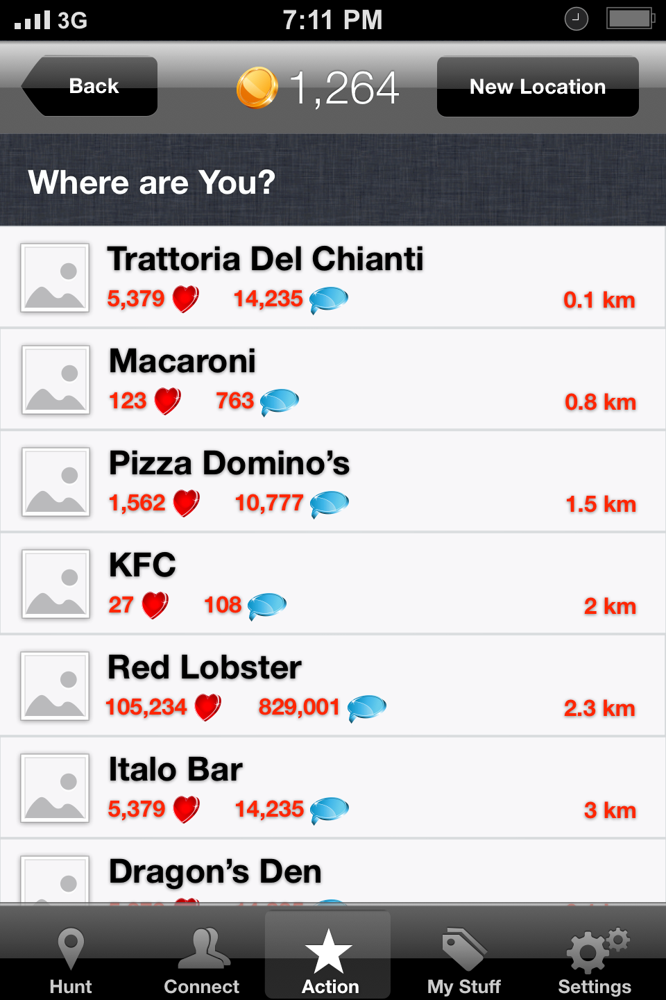 3G 7:11 PM
Back 1,264 New Location
Where are You?
Trattoria Del Chianti
5,379 14,235 0.1 km
Macaroni
123 763 0.8 km
Pizza Domino’s
1,562 10,777 1.5 km
KFC
27 108 2 km
Red Lobster
105,234 829,001 2.3 km
Italo Bar
5,379 14,235 3 km
Dragon’s Den
Hunt Connect Action My Stuff Settings